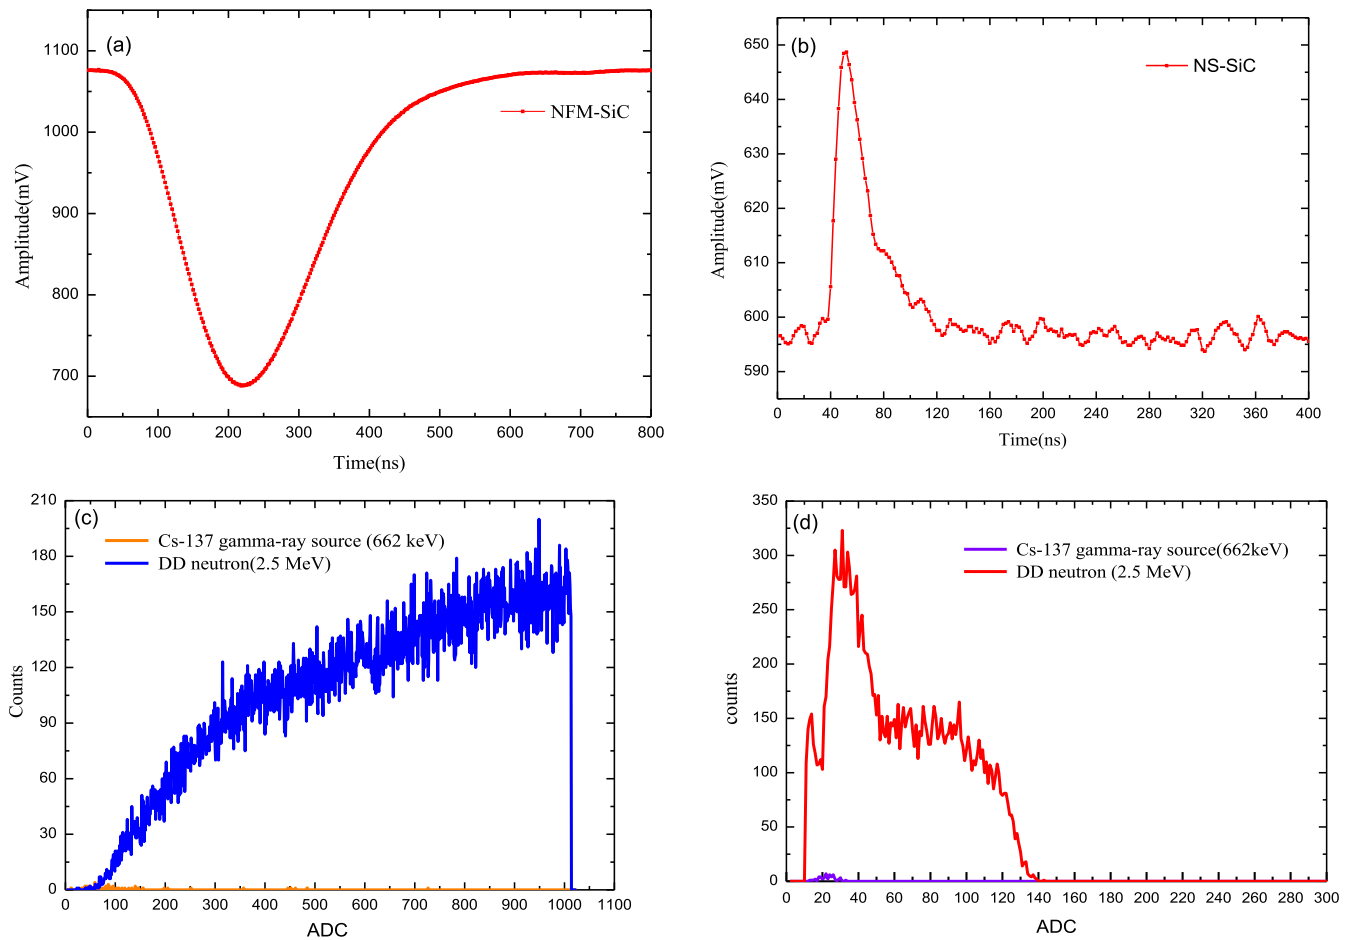 (a)
1100
1000
900
800
700
Amplitude(mV)
NFM-SiC
0 100 200 300 400 500 600 700 800
Time(ns)
(b)
650
640
630
620
610
600
590
Amplitude(mV)
NS-SiC
0 40 80 120 160 200 240 280 320 360 400
Time(ns)
(c)
210
180
150
120
90
60
30
0
Counts
Cs-137 gamma-ray source (662 keV)
DD neutron(2.5 MeV)
0 100 200 300 400 500 600 700 800 900 1000 1100
ADC
(d)
350
300
250
200
150
100
50
0
counts
Cs-137 gamma-ray source(662keV)
DD neutron (2.5 MeV)
0 20 40 60 80 100 120 140 160 180 200 220 240 260 280 300
ADC